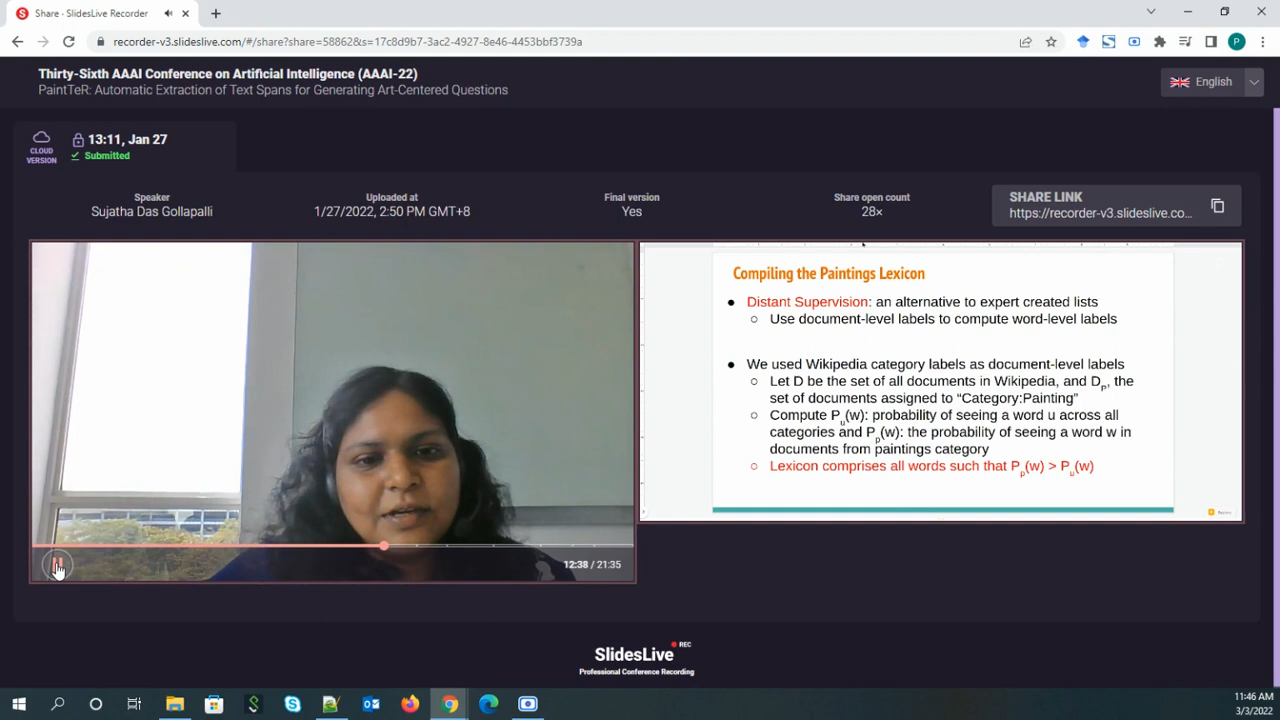 Share - SlidesLive Recorder
recorder-v3.slideslive.com/#/share?share=58862&s=17c8d9b7-3ac2-4927-8e46-4453bbf3739a
P
Thirty-Sixth AAAI Conference on Artificial Intelligence (AAAI-22)
PaintTeR: Automatic Extraction of Text Spans for Generating Art-Centered Questions
English
CLOUD
VERSION
13:11, Jan 27
Submitted
Speaker
Sujatha Das Gollapalli
Uploaded at
1/27/2022, 2:50 PM GMT+8
Final version
Yes
Share open count
28×
SHARE LINK
https://recorder-v3.slideslive.co...
Compiling the Paintings Lexicon
● Distant Supervision: an alternative to expert created lists
○ Use document-level labels to compute word-level labels
● We used Wikipedia category labels as document-level labels
○ Let D be the set of all documents in Wikipedia, and Dp, the
set of documents assigned to “Category:Painting”
○ Compute Pu(w): probability of seeing a word u across all
categories and Pp(w): the probability of seeing a word w in
documents from paintings category
○ Lexicon comprises all words such that Pp(w) > Pu(w)
12:38 / 21:35
SlidesLive REC
Professional Conference Recording
11:46 AM
3/3/2022